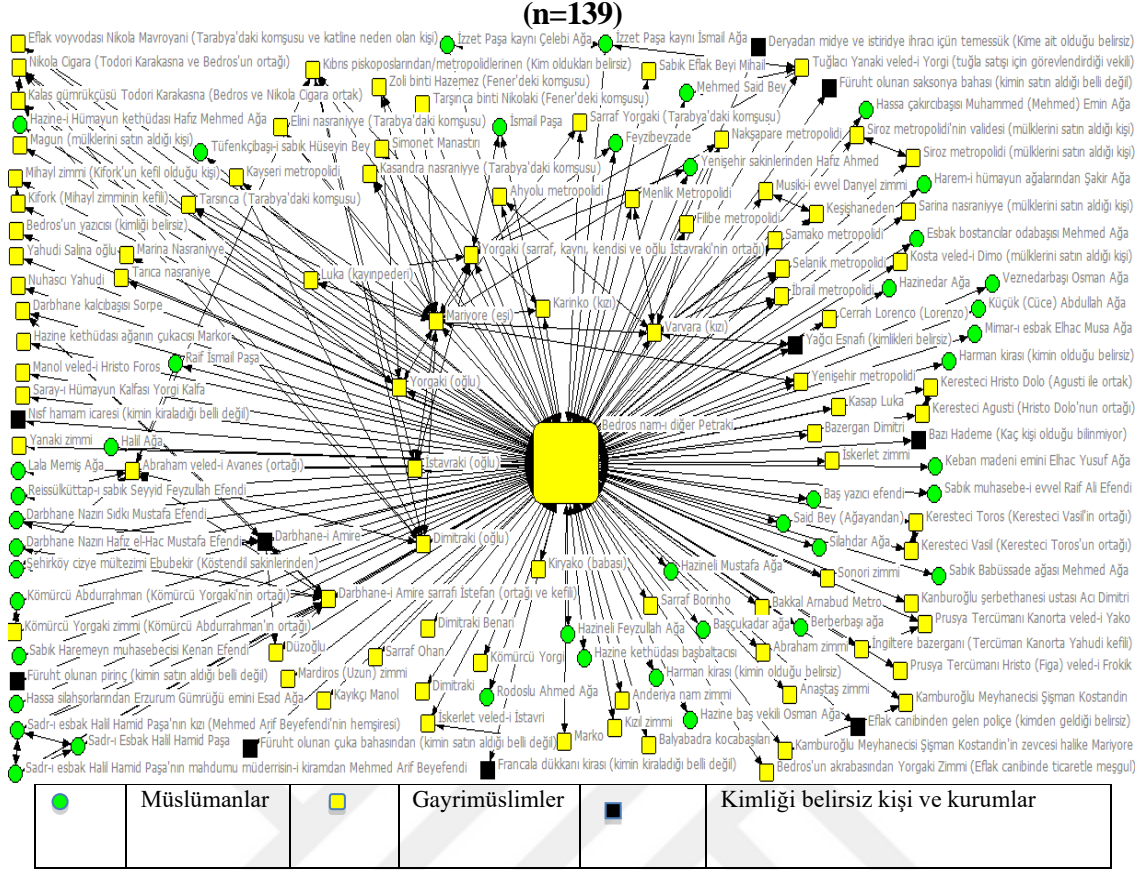 (n=139)
Eflak voyvodası Nikola Mavroyani (Tarabya'daki komşusu ve katline neden olan kişi)
İzzet Paşa kaynı Çelebi Ağa
İzzet Paşa kaynı İsmail Ağa
Deryadan midye ve istiridye ihracı için temessük (Kime ait olduğu belirsiz)
Nikola Cigara (Todori Karakasna ve Bedros'un ortağı)
Kıbrıs piskoposlarından/metropolidlerinen (Kim oldukları belirsiz)
Sabık Eflak Beyi Mihail
Tuğlacı Yanaki veled-i Yorgi (tuğla satışı için görevlendirdiği vekili)
Zoli binti Hazemez (Fener'deki komşusu)
Füruht olunan saksonya bahası (kimin satın aldığı belli değil)
Kalas gümrükçüsü Todori Karakasna (Bedros ve Nikola Cigara ortak)
Mehmed Said Bey
Tarsınca binti Nikolaki (Fener'deki komşusu)
Hassa çakırcıbaşısı Muhammed (Mehmed) Emin Ağa
Hazine-i Hümayun kethüdası Hafız Mehmed Ağa
Elini nasraniyye (Tarabya'daki komşusu)
İsmail Paşa
Sarraf Yorgaki (Tarabya'daki komşusu)
Siroz metropolidi'nin validesi (mülklerini satın aldığı kişi)
Magun (mülklerini satın aldığı kişi)
Tüfenkçibaşı-i sabık Hüseyin Bey
Simonet Manastın
Feyzibeyzade
Nakşapare metropolidi
Siroz metropolidi (mülklerini satın aldığı kişi)
Mihayl zimmi (Kifork'un kefil olduğu kişi)
Kayseri metropolidi
Kasandra nasraniyye (Tarabya'daki komşusu)
Yenişehir sakinlerinden Hafız Ahmed
Harem-i hümayun ağalarından Şakir Ağa
Kifork (Mihayl zimminin kefili)
Tarsınca (Tarabya'daki komşusu)
Ahyolu metropolidi
Menlik Metropolidi
Musiki-i evvel Danyel zimmi
Sarina nasraniyye (mülklerini satın aldığı kişi)
Bedros'un yazıcısı (kimliği belirsiz)
Filibe metropolidi
Keşişhaneden
Esbak bostancılar odabaşısı Mehmed Ağa
Yahudi Salina oğlu
Marina Nasraniyye
Yorgaki (sarraf, kaynı, kendisi ve oğlu İstavraki'nin ortağı)
Samako metropolidi
Kosta veled-i Dimo (mülklerini satın aldığı kişi)
Nuhascı Yahudi
Tarıca nasraniye
Luka (kayınpederi)
Selanik metropolidi
Hazinedar Ağa
Veznedarbaşı Osman Ağa
Darbhane kalcıbaşısı Sorpe
Mariyore (eşi)
Karinko (kızı)
İbrail metropolidi
Küçük (Cüce) Abdullah Ağa
Cerrah Lorenco (Lorenzo)
Hazine kethüdası ağanın çukacısı Markor
Varvara (kızı)
Yağcı Esnafı (kimlikleri belirsiz)
Mimar-ı esbak Elhac Musa Ağa
Raif İsmail Paşa
Harman kirası (kimin olduğu belirsiz)
Manol veled-i Hristo Foros
Yorgaki (oğlu)
Yenişehir metropolidi
Keresteci Hristo Dolo (Agusti ile ortak)
Saray-ı Hümayun Kalfası Yorgi Kalfa
Kasap Luka
Keresteci Agusti (Hristo Dolo'nun ortağı)
Nısf hamam icaresi (kimin kiraladığı belli değil)
Bedros nam-ı diğer Petraki
Bazergan Dimitri
Bazı Hademe (Kaç kişi olduğu bilinmiyor)
Yanaki zimmi
Halil Ağa
İskerlet zimmi
Lala Memiş Ağa
Abraham veled-i Avanes (ortağı)
İstavraki (oğlu)
Keban madeni emini Elhac Yusuf Ağa
Reissülküttap-ı sabık Seyyid Feyzullah Efendi
Baş yazıcı efendi
Sabık muhasebe-i evvel Raif Ali Efendi
Darbhane Nazırı Sıdkı Mustafa Efendi
Said Bey (Ağayandan)
Keresteci Toros (Keresteci Vasil'in ortağı)
Darbhane Nazırı Hafız el-Hac Mustafa Efendi
Darbhane-i Amire
Dimitraki (oğlu)
Silahdar Ağa
Keresteci Vasil (Keresteci Toros'un ortağı)
Şehirköy cizye mültezimi Ebubekir (Köstendil sakinlerinden)
Kiryako (babası)
Hazineli Mustafa Ağa
Sonori zimmi
Sabık Babüssade ağası Mehmed Ağa
Kömürcü Abdurrahman (Kömürcü Yorgaki'nin ortağı)
Darbhane-i Amire sarrafı İstefan (ortağı ve kefili)
Sarraf Borinho
Bakkal Arnabud Metro
Kanburoğlu şerbethanesi ustası Acı Dimitri
Kömürcü Yorgaki zimmi (Kömürcü Abdurrahman'ın ortağı)
Dimitraki Benarı
Hazineli Feyzullah Ağa
Başçukadar ağa
Berberbaşı ağa
Prusya Tercümanı Kanorta veled-i Yako
Sabık Haremeyn muhasebecisi Kenan Efendi
Düzoğlu
Sarraf Ohan
Kömürcü Yorgi
Hazine kethüdası başbaltacısı
Abraham zimmi
İngiltere bazerganı (Tercüman Kanorta Yahudi kefili)
Füruht olunan pirinç (kimin satın aldığı belli değil)
Mardiros (Uzun) zimmi
Harman kirası (kimin olduğu belirsiz)
Prusya Tercümanı Hristo (Figa) veled-i Frokik
Hassa silahşorlarından Erzurum Gümrüğü emini Esad Ağa
Kayıkçı Manol
Dimitraki
Rodoslu Ahmed Ağa
Anderiya nam zimmi
Anaştaş zimmi
Kamburoğlu Meyhanecisi Şişman Kostandin
Sadr-ı esbak Halil Hamid Paşa'nın kızı (Mehmed Arif Beyefendi'nin hemşiresi)
İskerlet veled-i İstavri
Kızıl zimmi
Hazine baş vekili Osman Ağa
Eflak canibinden gelen poliçe (kimden geldiği belirsiz)
Sadr-ı Esbak Halil Hamid Paşa
Füruht olunan çuka bahasından (kimin satın aldığı belli değil)
Marko
Balyabadra kocabaşıları
Kamburoğlu Meyhanecisi Şişman Kostandin'in zevcesi halike Mariyore
Sadr-ı esbak Halil Hamid Paşa'nın mahdumu müderrisin-i kiramdan Mehmed Arif Beyefendi
Francala dükkanı kirası (kimin kiraladığı belli değil)
Bedros'un akrabasından Yorgaki Zimmi (Eflak canibinde ticaretle meşgul)
Müslümanlar
Gayrimüslimler
Kimliği belirsiz kişi ve kurumlar